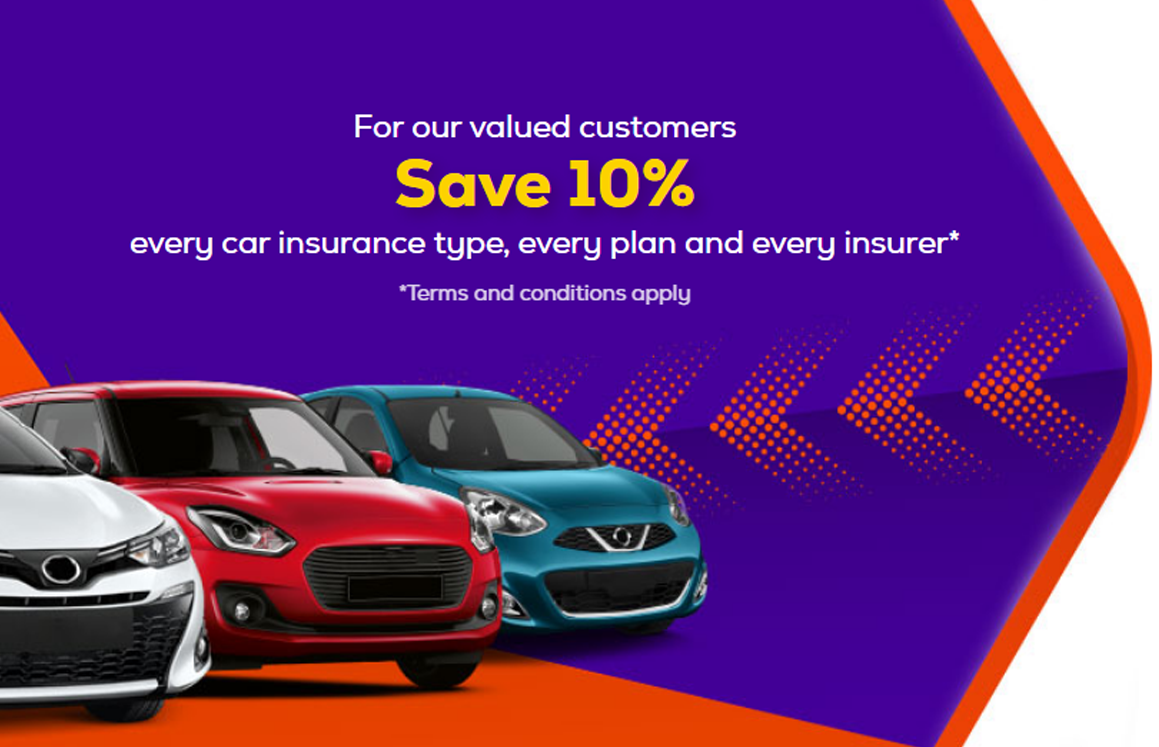 For our valued customers
Save 10%
every car insurance type, every plan and every insurer*
*Terms and conditions apply